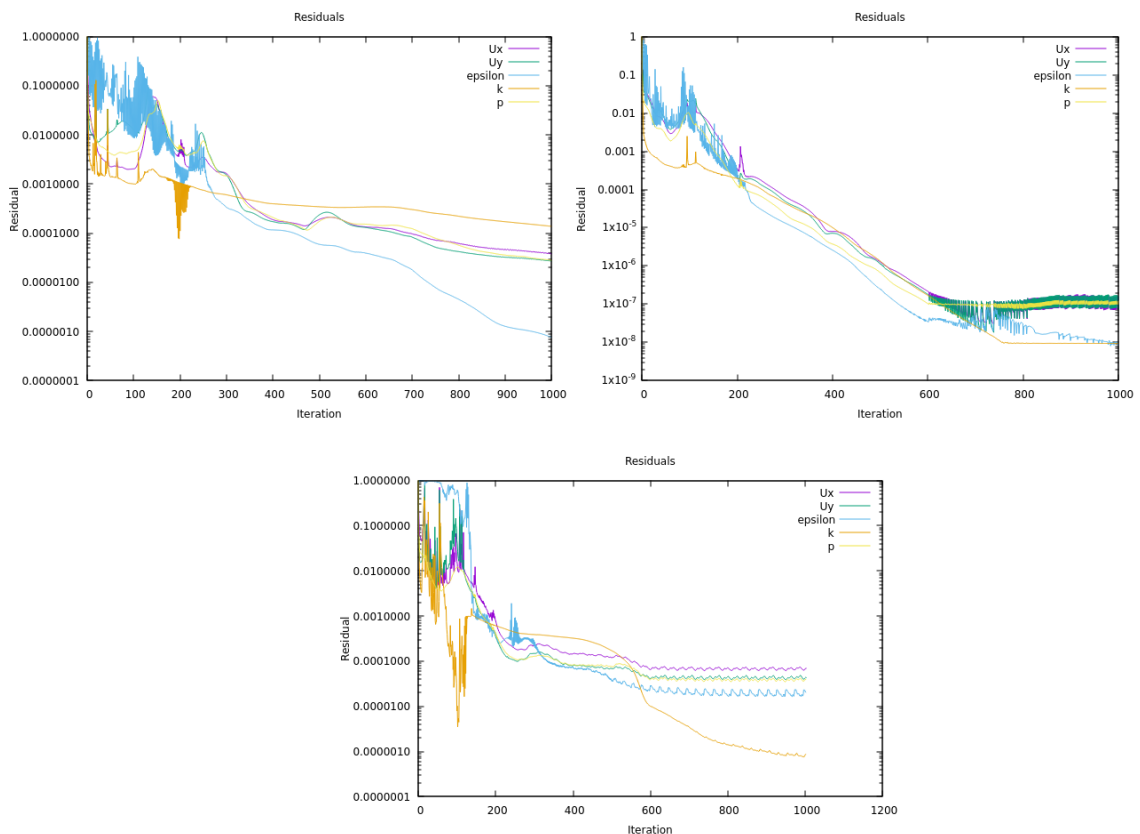 Residuals
1.0000000
0.1000000
0.0100000
0.0010000
0.0001000
0.0000100
0.0000010
0.0000001
0 100 200 300 400 500 600 700 800 900 1000
Residual
Iteration
Ux
Uy
epsilon
k
p
Residuals
1
0.1
0.01
0.001
0.0001
1x10-5
1x10-6
1x10-7
1x10-8
1x10-9
0 200 400 600 800 1000
Residual
Iteration
Ux
Uy
epsilon
k
p
Residuals
1.0000000
0.1000000
0.0100000
0.0010000
0.0001000
0.0000100
0.0000010
0.0000001
0 200 400 600 800 1000 1200
Residual
Iteration
Ux
Uy
epsilon
k
p